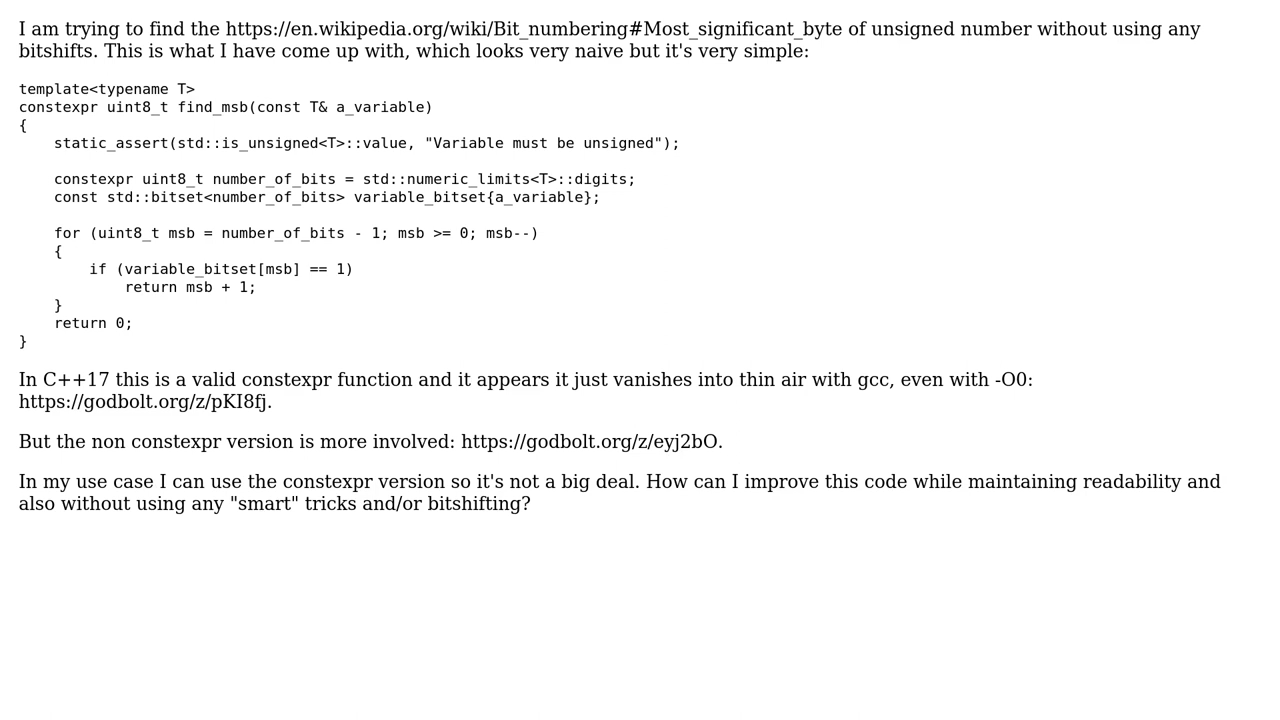 I am trying to find the https://en.wikipedia.org/wiki/Bit_numbering#Most_significant_byte of unsigned number without using any
bitshifts. This is what I have come up with, which looks very naive but it's very simple:
template<typename T>
constexpr uint8_t find_msb(const T& a_variable)
{
    static_assert(std::is_unsigned<T>::value, "Variable must be unsigned");

    constexpr uint8_t number_of_bits = std::numeric_limits<T>::digits;
    const std::bitset<number_of_bits> variable_bitset{a_variable};

    for (uint8_t msb = number_of_bits - 1; msb >= 0; msb--)
    {
        if (variable_bitset[msb] == 1)
            return msb + 1;
    }
    return 0;
}
In C++17 this is a valid constexpr function and it appears it just vanishes into thin air with gcc, even with -O0:
https://godbolt.org/z/pKI8fj.
But the non constexpr version is more involved: https://godbolt.org/z/eyj2bO.
In my use case I can use the constexpr version so it's not a big deal. How can I improve this code while maintaining readability and
also without using any "smart" tricks and/or bitshifting?